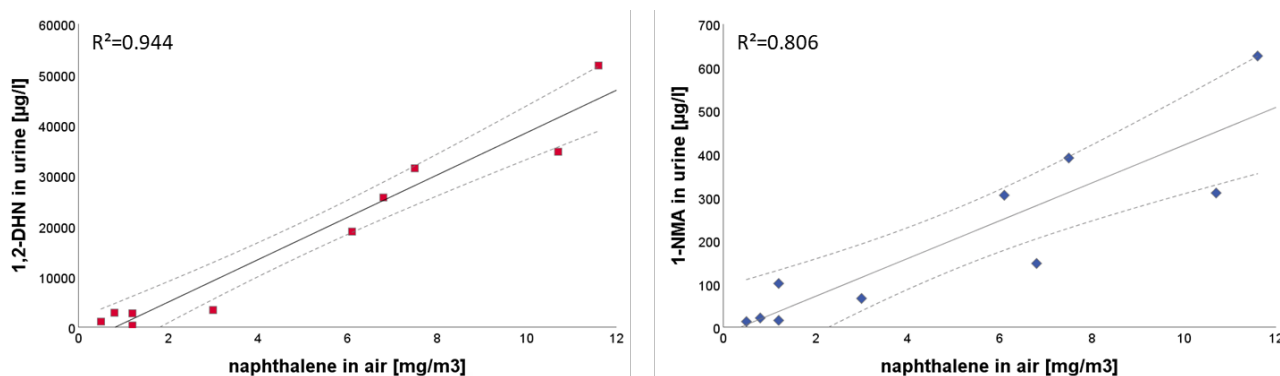 R²=0.944
1,2-DHN in urine [µg/l]
60000
50000
40000
30000
20000
10000
0
0 2 4 6 8 10 12
naphthalene in air [mg/m3]
R²=0.806
1-NMA in urine [µg/l]
700
600
500
400
300
200
100
0
0 2 4 6 8 10 12
naphthalene in air [mg/m3]